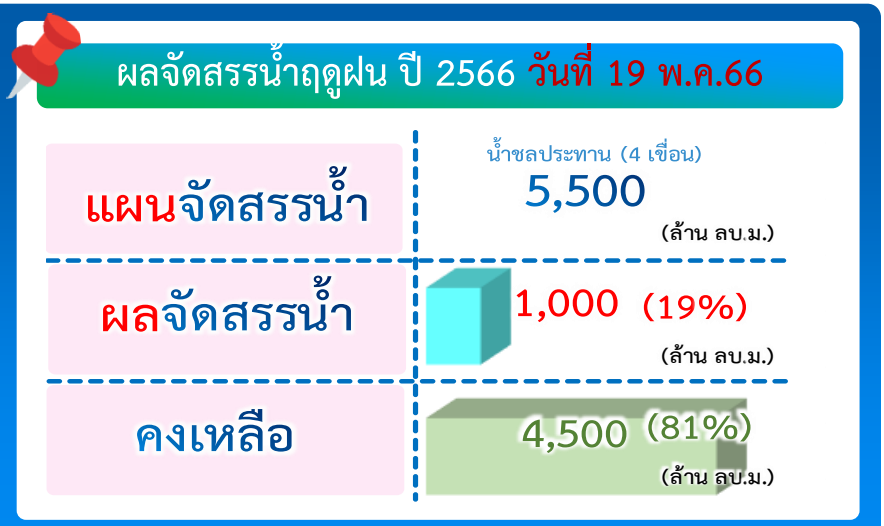 ผลจัดสรรน้ำฤดูฝน ปี 2566 วันที่ 19 พ.ค.66
น้ำชลประทาน (4 เขื่อน)
แผนจัดสรรน้ำ 5,500
(ล้าน ลบ.ม.)
ผลจัดสรรน้ำ 1,000 (19%)
(ล้าน ลบ.ม.)
คงเหลือ 4,500 (81%)
(ล้าน ลบ.ม.)